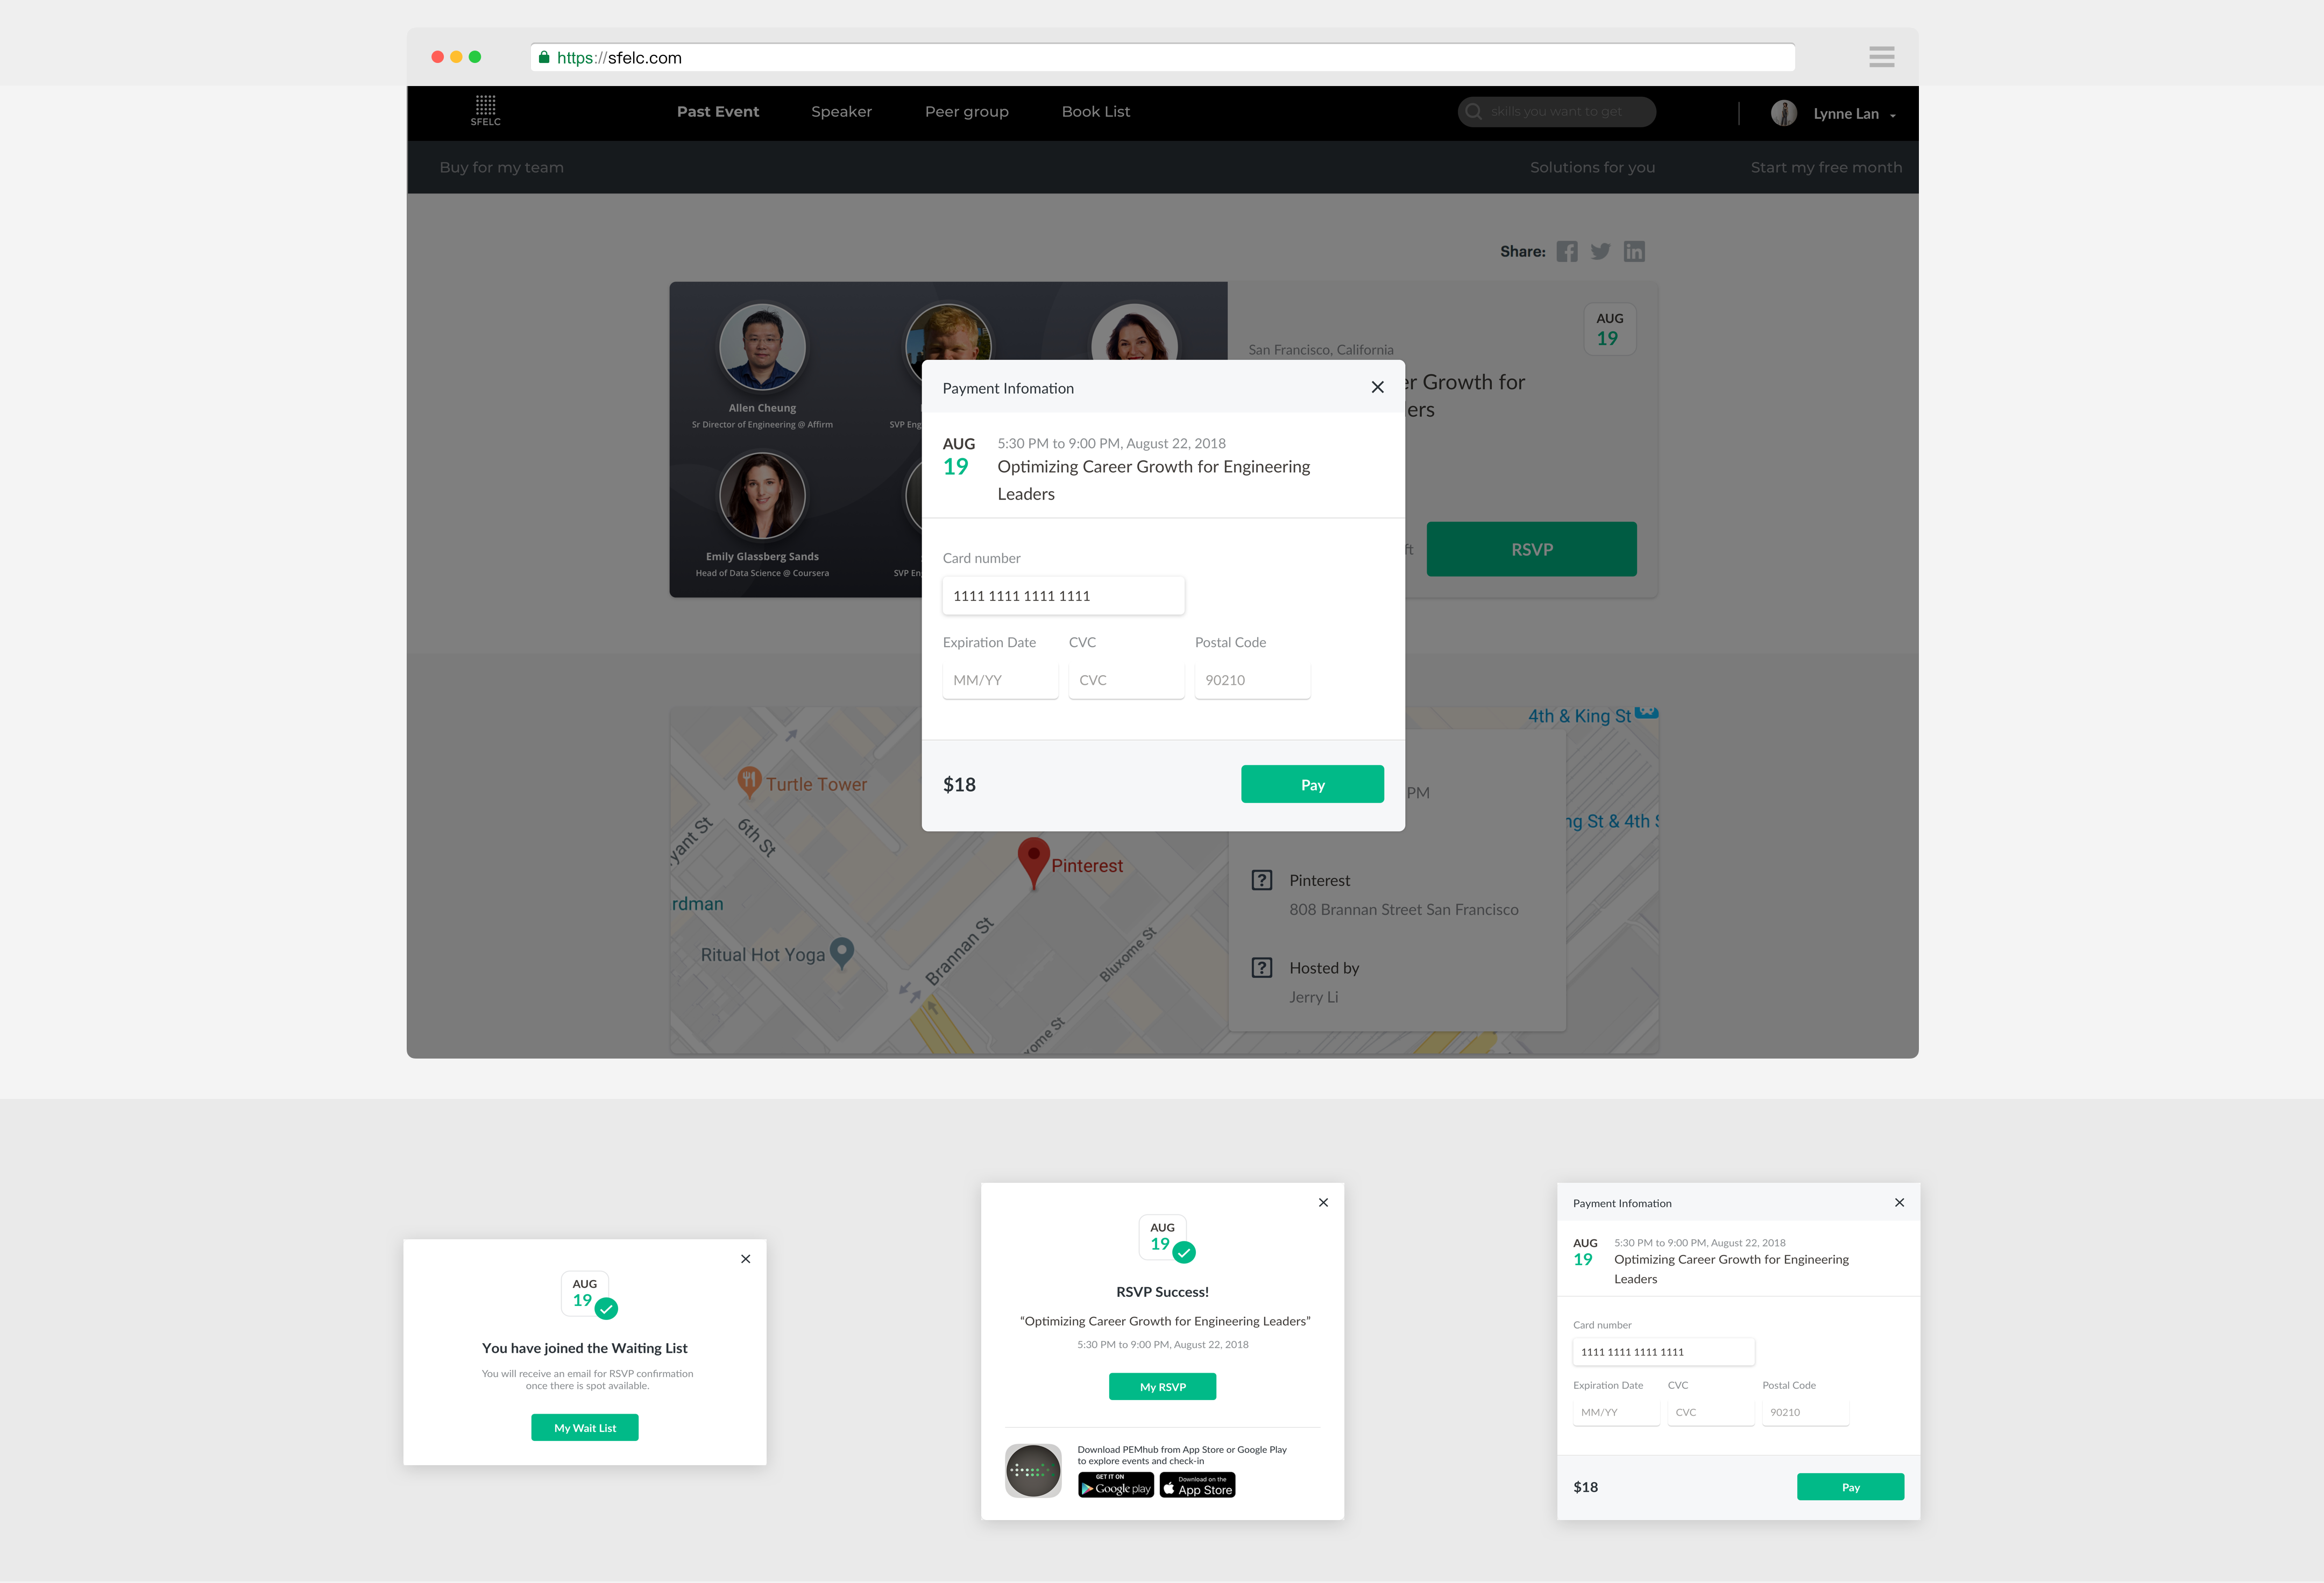 https://sfelc.com
SFELC
Past Event
Speaker
Peer group
Book List
skills you want to get
Lynne Lan
Buy for my team
Solutions for you
Start my free month
Share:
Allen Cheung
Sr Director of Engineering @ Affirm
SVP Eng
Emily Glassberg Sands
Head of Data Science @ Coursera
SVP En
San Francisco, California
er Growth for
ers
AUG
19
ft
RSVP
Payment Infomation
AUG
19
5:30 PM to 9:00 PM, August 22, 2018
Optimizing Career Growth for Engineering
Leaders
Card number
1111 1111 1111 1111
Expiration Date
CVC
Postal Code
MM/YY
CVC
90210
$18
Pay
4th & King St
Turtle Tower
PM
ng St & 4th S
yant St
6th St
Pinterest
rdman
Ritual Hot Yoga
Brannan St
Bluxome St
xome St
Pinterest
808 Brannan Street San Francisco
Hosted by
Jerry Li
AUG
19
You have joined the Waiting List
You will receive an email for RSVP confirmation
once there is spot available.
My Wait List
AUG
19
RSVP Success!
“Optimizing Career Growth for Engineering Leaders”
5:30 PM to 9:00 PM, August 22, 2018
My RSVP
Download PEMhub from App Store or Google Play
to explore events and check-in
GET IT ON
Google play
Download on the
App Store
Payment Infomation
AUG
19
5:30 PM to 9:00 PM, August 22, 2018
Optimizing Career Growth for Engineering
Leaders
Card number
1111 1111 1111 1111
Expiration Date
CVC
Postal Code
MM/YY
CVC
90210
$18
Pay